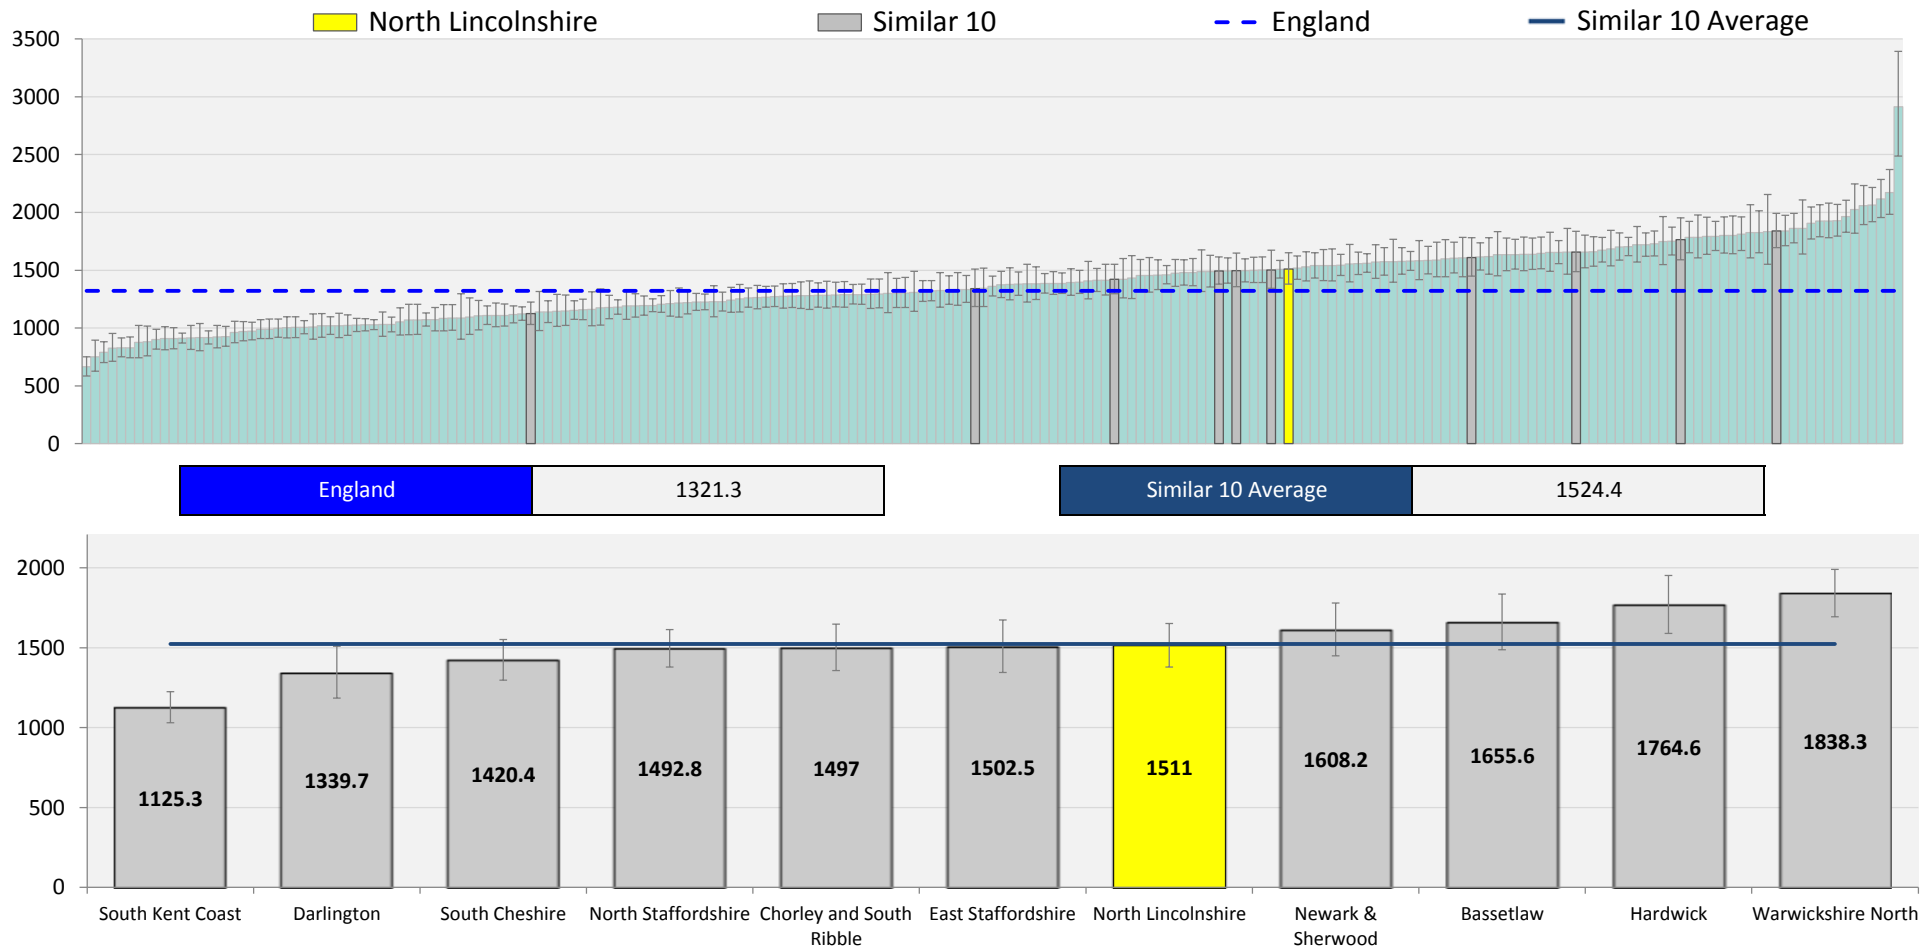 North Lincolnshire
Similar 10
England
Similar 10 Average
3500
3000
2500
2000
1500
1000
500
0
England
1321.3
Similar 10 Average
1524.4
2000
1500
1000
500
0
1125.3
1339.7
1420.4
1492.8
1497
1502.5
1511
1608.2
1655.6
1764.6
1838.3
South Kent Coast
Darlington
South Cheshire
North Staffordshire
Chorley and South
Ribble
East Staffordshire
North Lincolnshire
Newark &
Sherwood
Bassetlaw
Hardwick
Warwickshire North